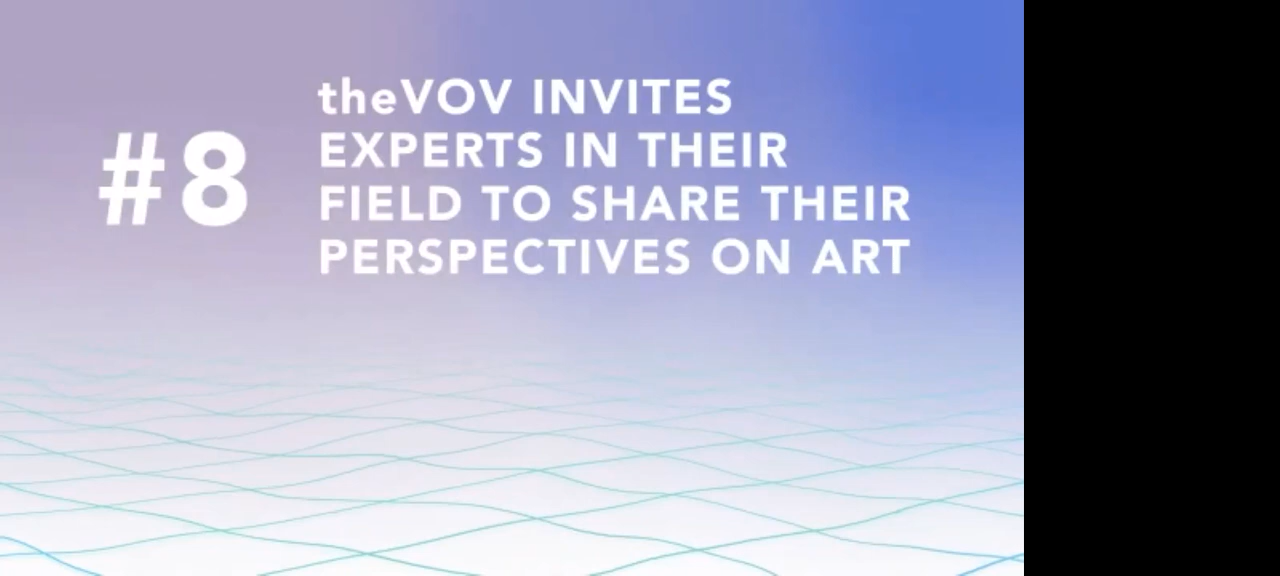 #8
theVOV INVITES
EXPERTS IN THEIR
FIELD TO SHARE THEIR
PERSPECTIVES ON ART